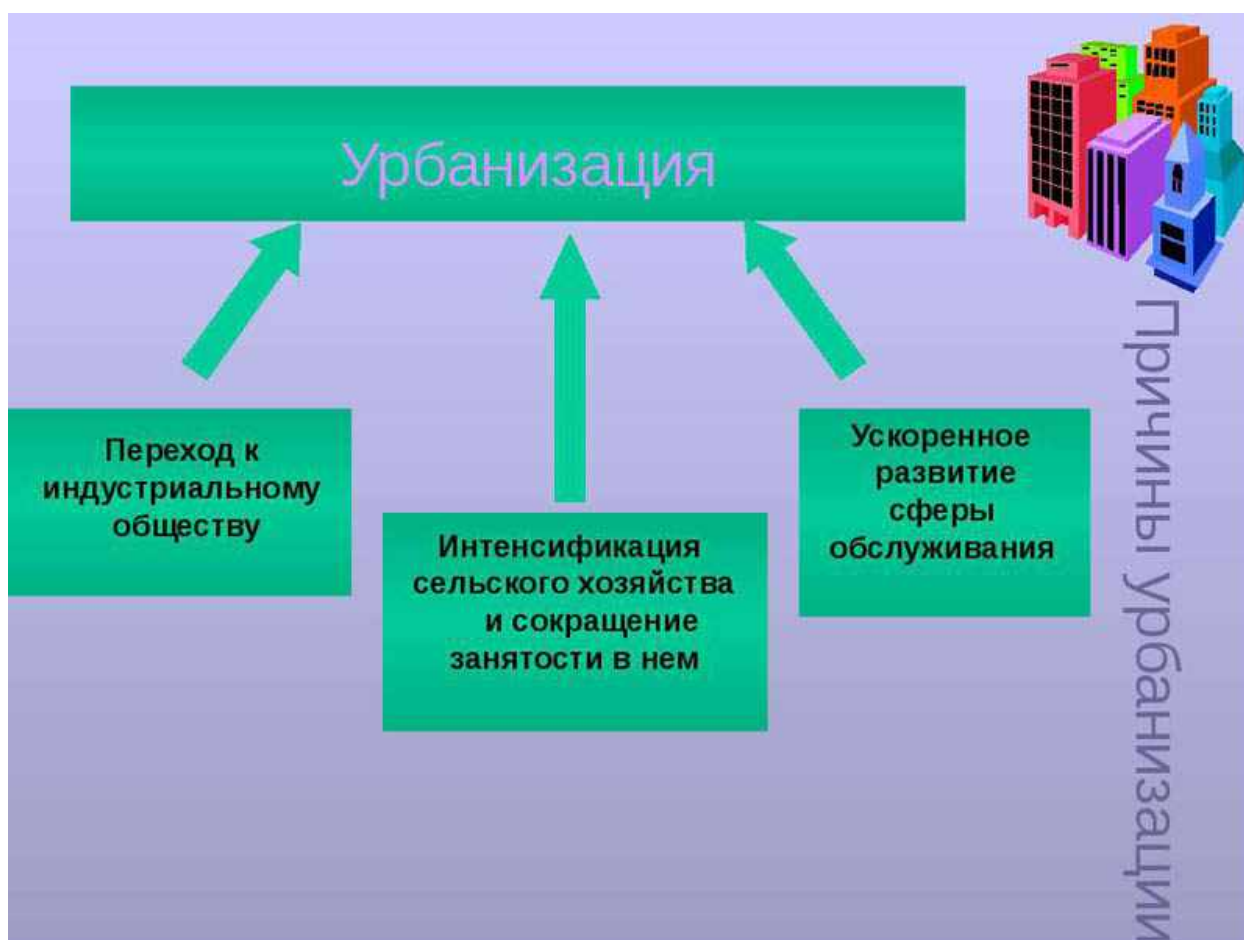 Урбанизация
Переход к
индустриальному
обществу
Интенсификация
сельского хозяйства
и сокращение
занятости в нем
Ускоренное
развитие
сферы
обслуживания
Причины урбанизации